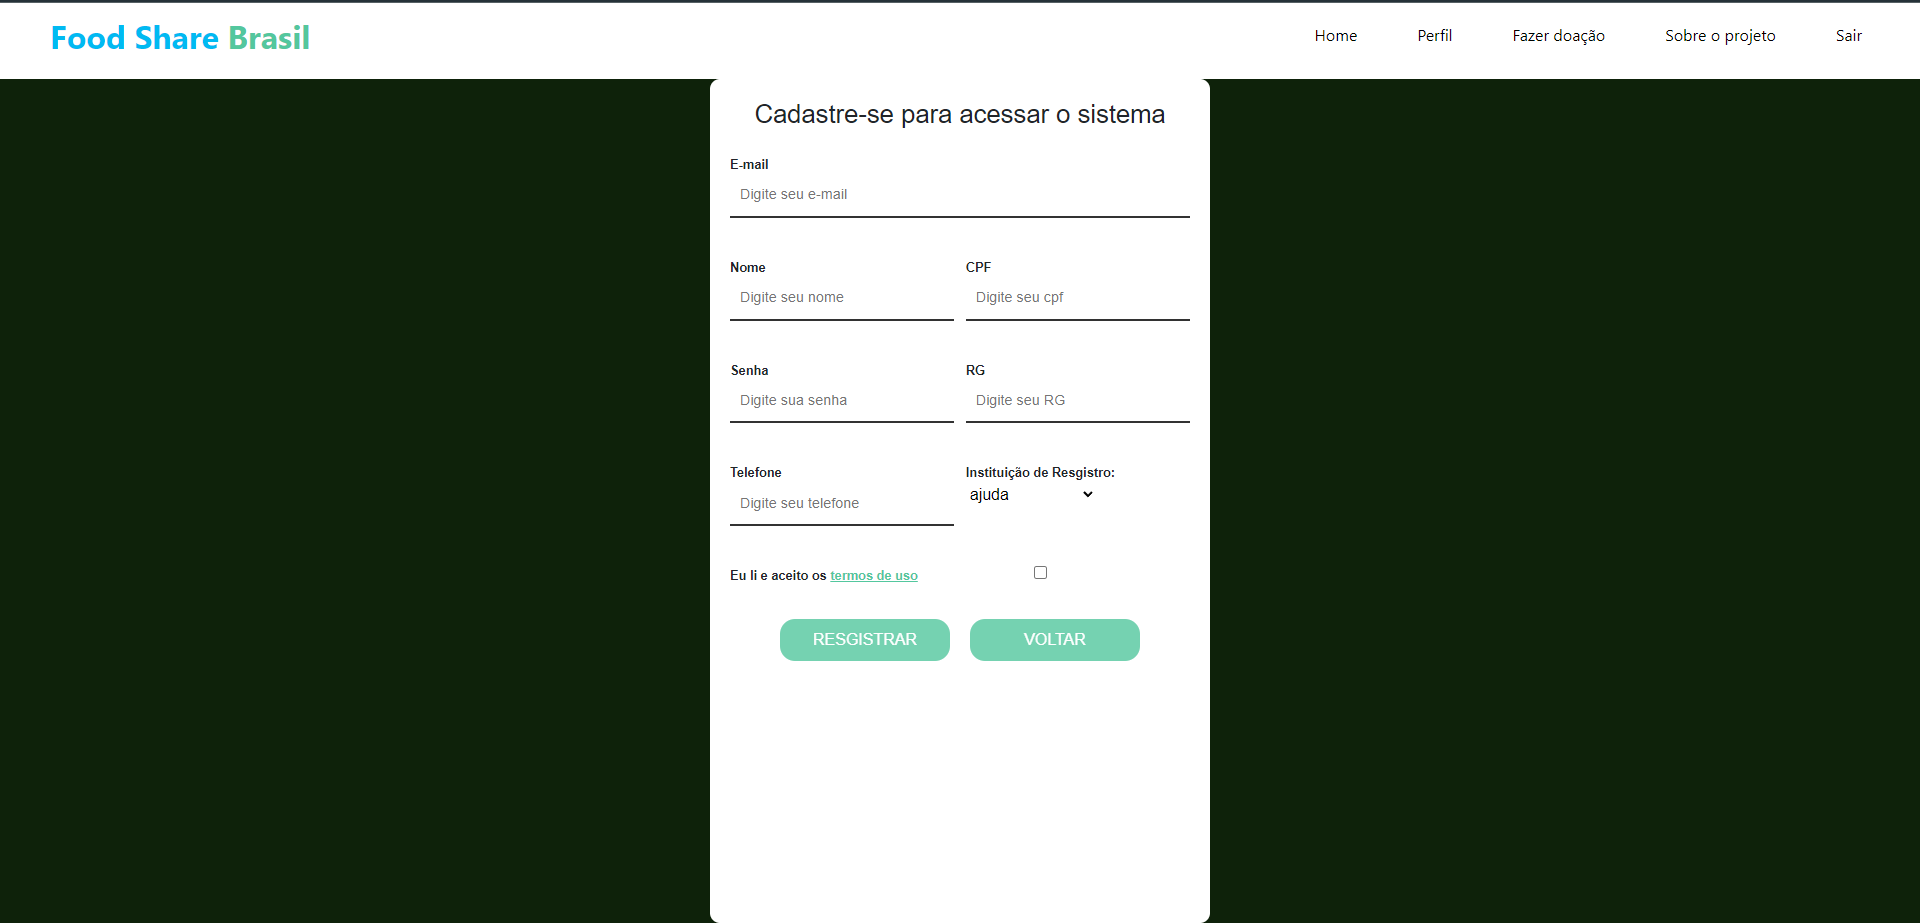 Food Share Brasil
Home Perfil Fazer doação Sobre o projeto Sair
Cadastre-se para acessar o sistema
E-mail
Digite seu e-mail
Nome CPF
Digite seu nome Digite seu cpf
Senha RG
Digite sua senha Digite seu RG
Telefone Instituição de Resgistro:
Digite seu telefone ajuda
Eu li e aceito os termos de uso
RESGISTRAR VOLTAR